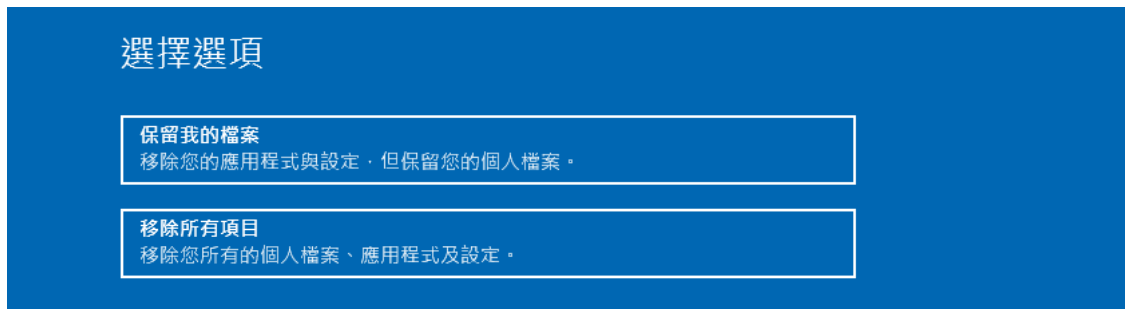 選擇選項
保留我的檔案
移除您的應用程式與設定，但保留您的個人檔案。
移除所有項目
移除您所有的個人檔案、應用程式及設定。